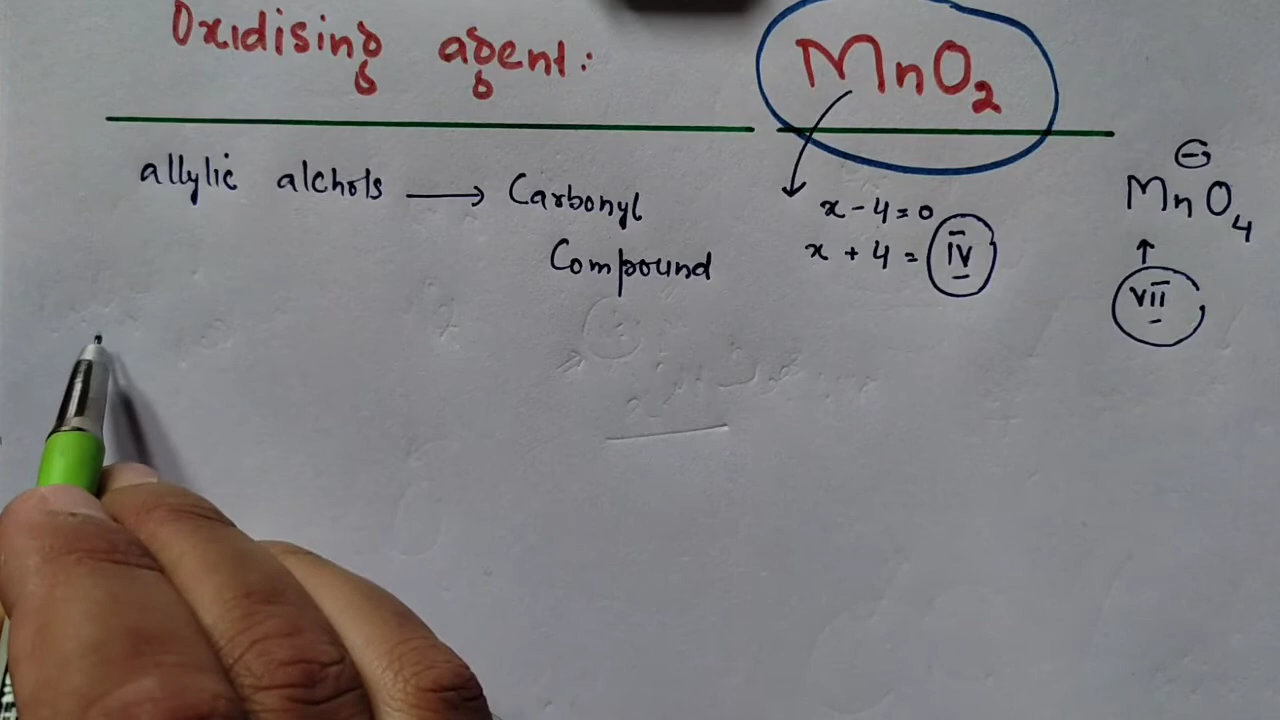 Oxidising agent: MnO₂
allylic alchols ⟶ Carbonyl
Compound
x - 4 = 0
x + 4 = IV
MnO₄⊖
VII